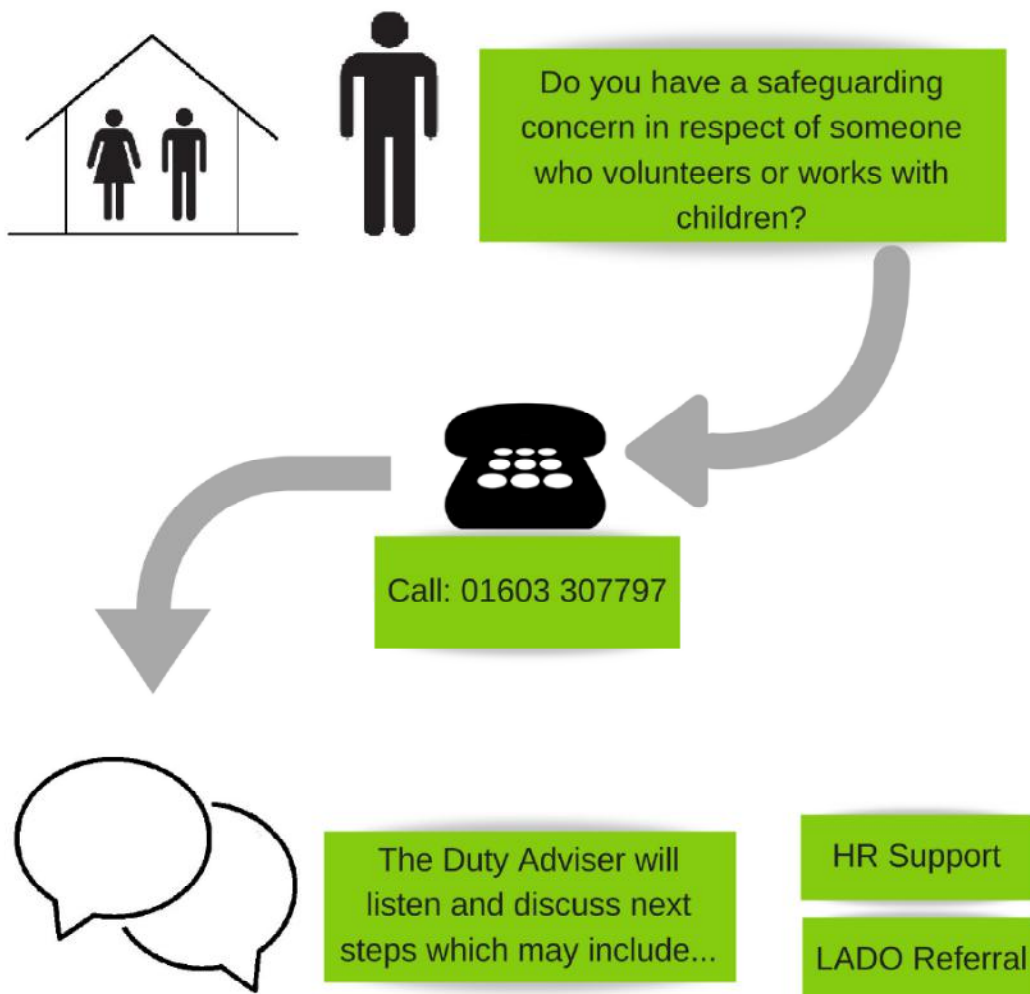 Do you have a safeguarding
concern in respect of someone
who volunteers or works with
children?
Call: 01603 307797
The Duty Adviser will
listen and discuss next
steps which may include...
HR Support
LADO Referral